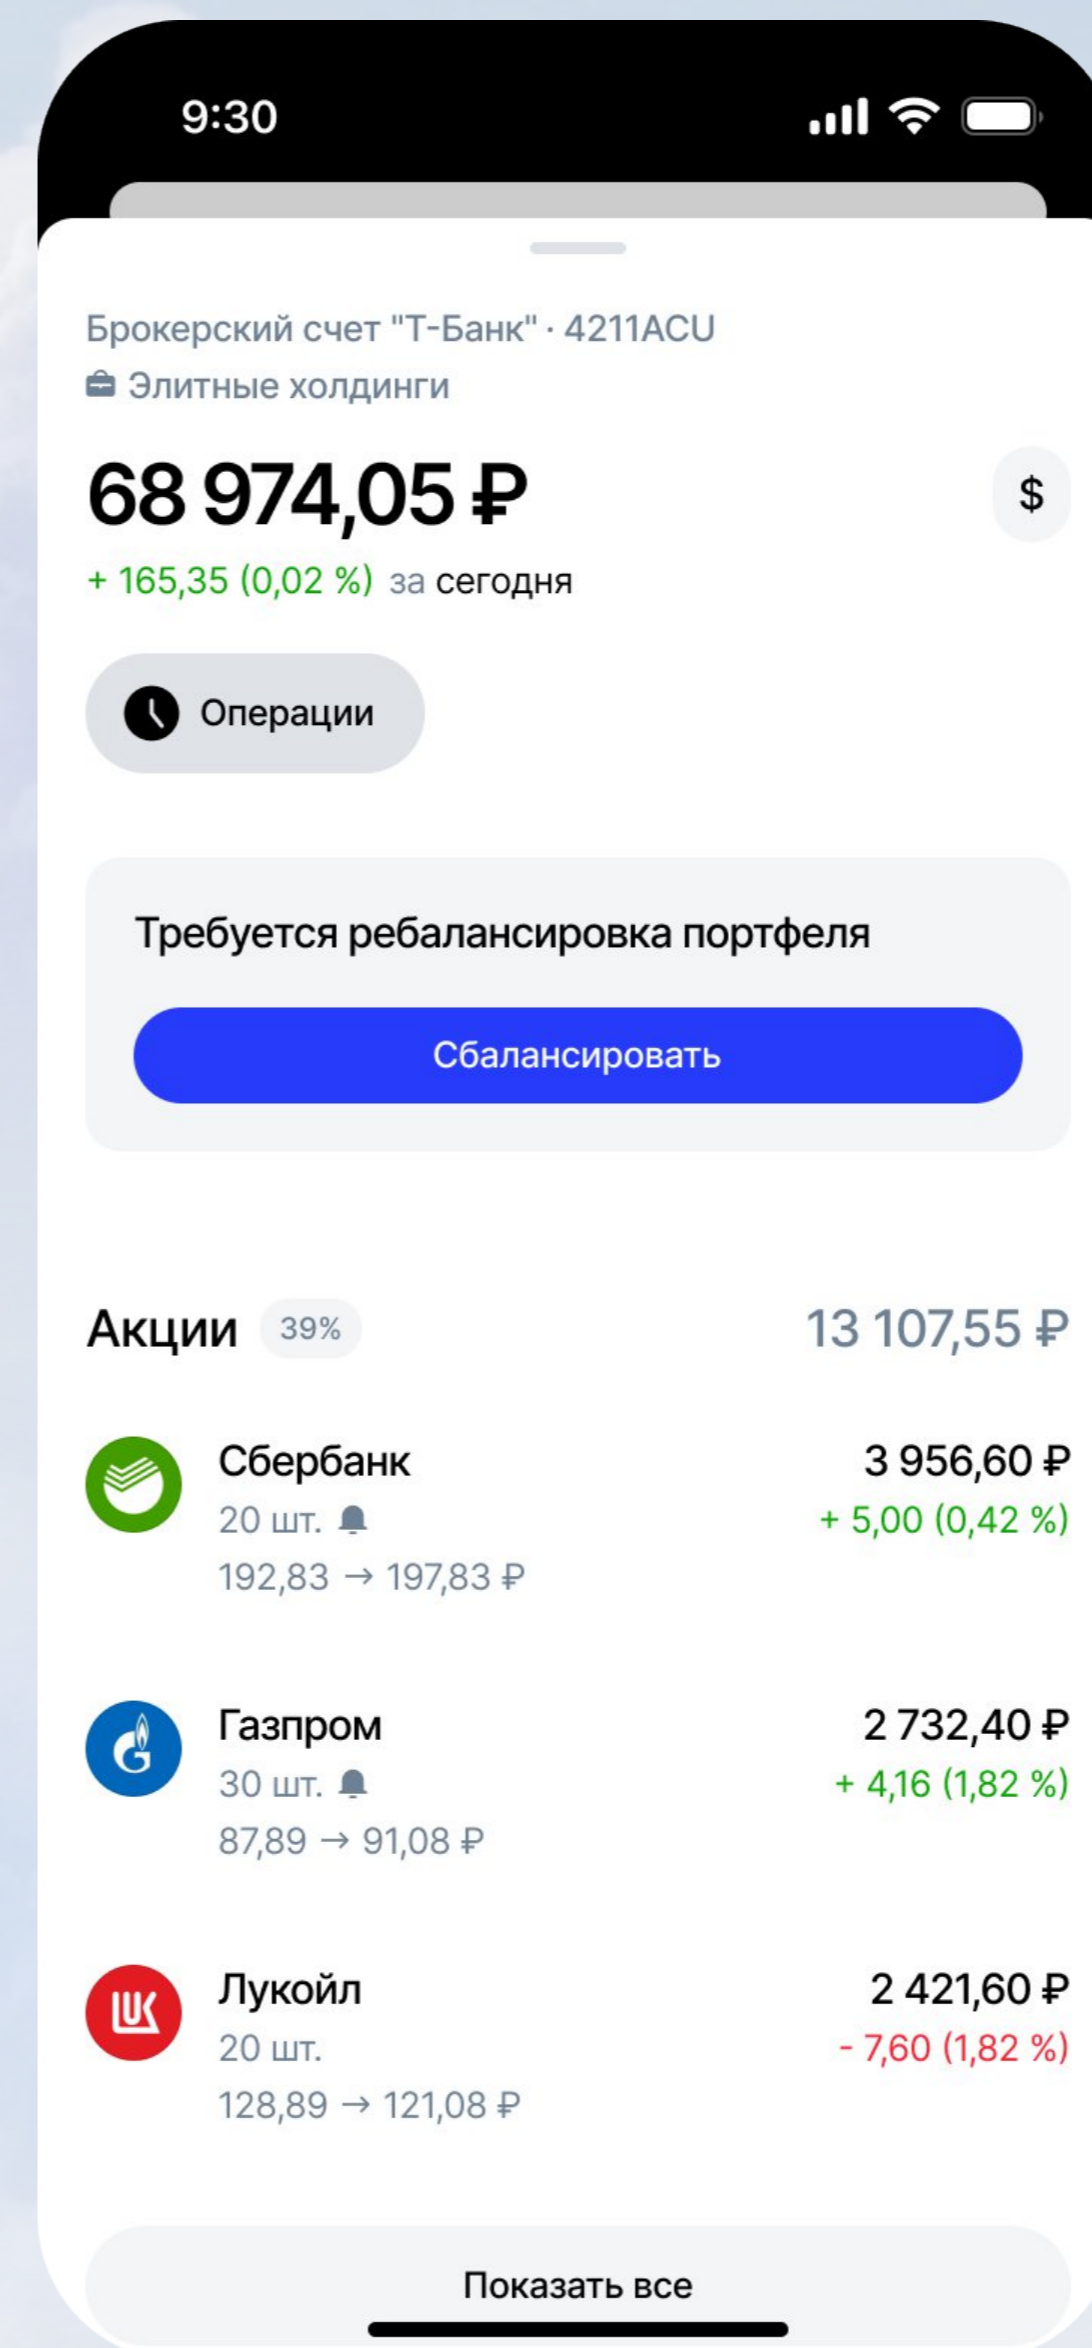 9:30
Брокерский счет "Т-Банк" · 4211ACU
Элитные холдинги
68 974,05 ₽
$
+ 165,35 (0,02 %) за сегодня
Операции
Требуется ребалансировка портфеля
Сбалансировать
Акции 39% 13 107,55 ₽
Сбербанк 3 956,60 ₽
20 шт. + 5,00 (0,42 %)
192,83 → 197,83 ₽
Газпром 2 732,40 ₽
30 шт. + 4,16 (1,82 %)
87,89 → 91,08 ₽
Лукойл 2 421,60 ₽
20 шт. - 7,60 (1,82 %)
128,89 → 121,08 ₽
Показать все